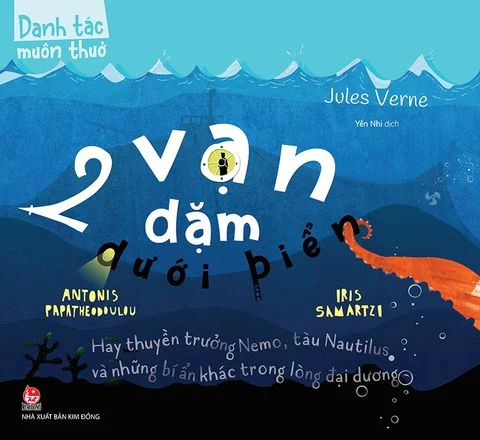 Danh tác
muôn thuở
Jules Verne
Yến Nhi dịch
2 vạn
dặm
dưới biển
ANTONIS
PAPATHEODOULOU
IRIS
SAMARTZI
Hay thuyền trưởng Nemo, tàu Nautilus
và những bí ẩn khác trong lòng đại dương
NHÀ XUẤT BẢN KIM ĐỒNG